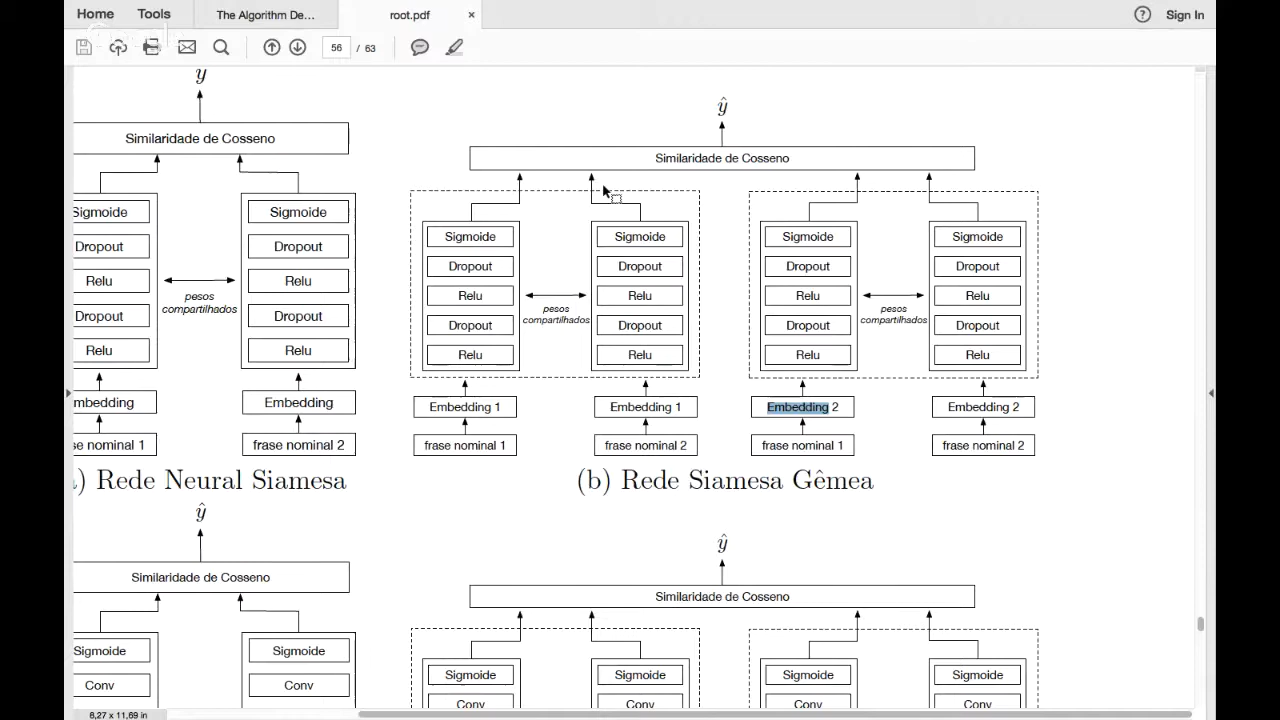 Home Tools The Algorithm De... root.pdf × ? Sign In
56 / 63
y
Similaridade de Cosseno
Sigmoide Sigmoide
Dropout Dropout
Relu Relu
pesos
compartilhados
Dropout Dropout
Relu Relu
mbedding Embedding
se nominal 1 frase nominal 2
) Rede Neural Siamesa
ŷ
Similaridade de Cosseno
Sigmoide Sigmoide Sigmoide Sigmoide
Dropout Dropout Dropout Dropout
Relu Relu Relu Relu
pesos pesos
compartilhados compartilhados
Dropout Dropout Dropout Dropout
Relu Relu Relu Relu
Embedding 1 Embedding 1 Embedding 2 Embedding 2
frase nominal 1 frase nominal 2 frase nominal 1 frase nominal 2
(b) Rede Siamesa Gêmea
ŷ
Similaridade de Cosseno
Sigmoide Sigmoide
Conv Conv
ŷ
Similaridade de Cosseno
Sigmoide Sigmoide Sigmoide Sigmoide
Conv Conv Conv Conv
8,27 x 11,69 in